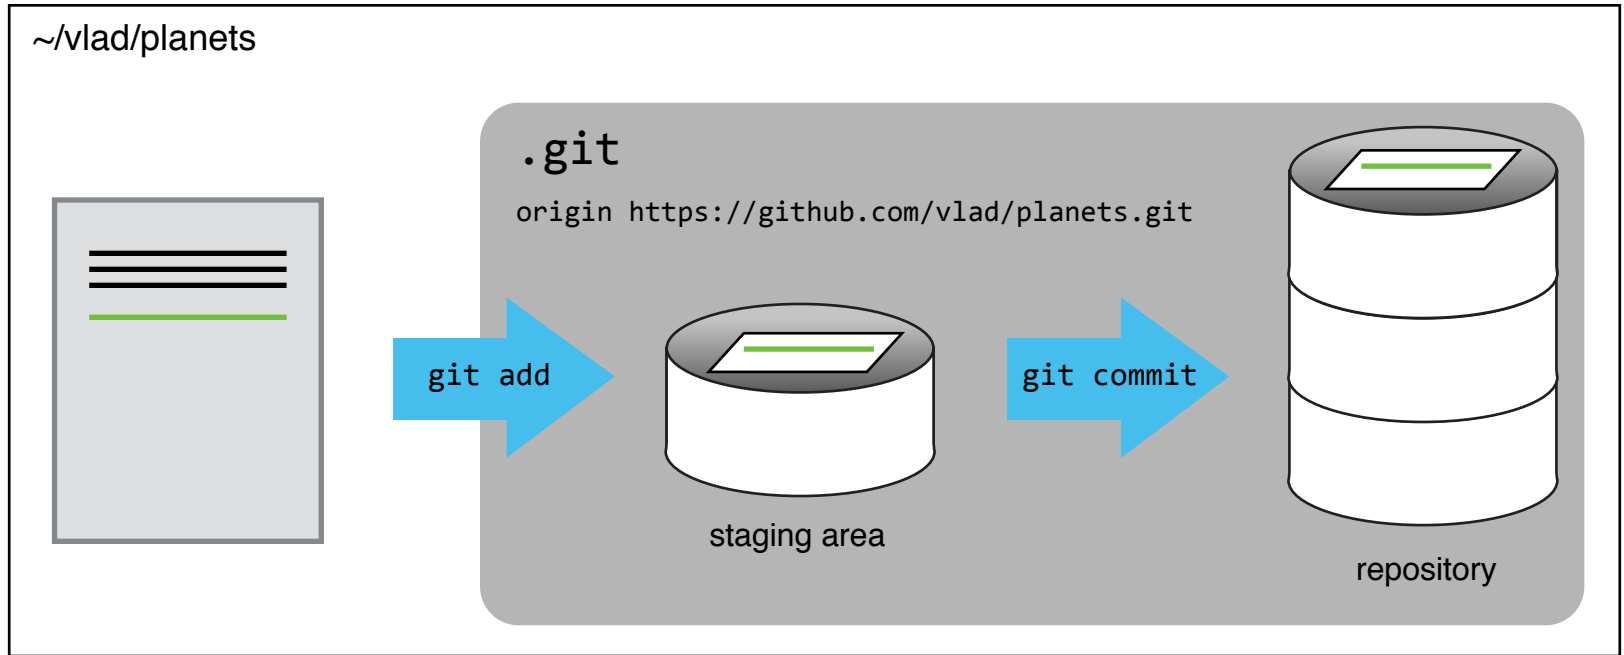 ~/vlad/planets
.git
origin https://github.com/vlad/planets.git
git add
git commit
staging area
repository